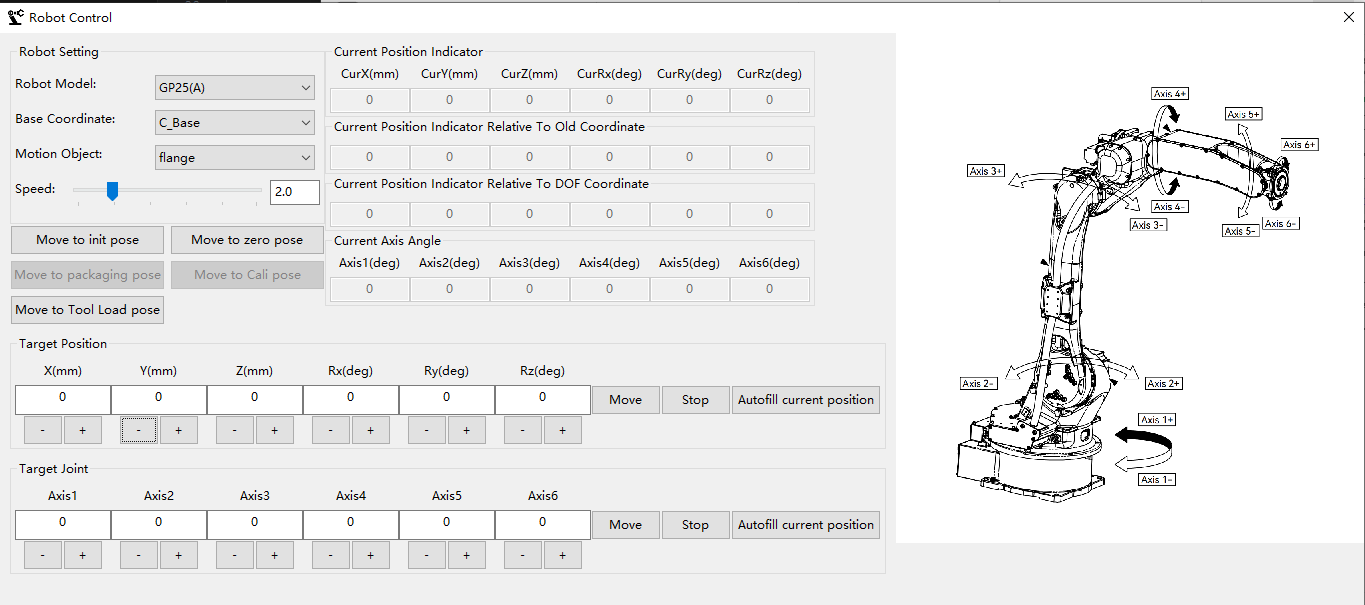 Robot Control
Robot Setting
Robot Model: GP25(A)
Base Coordinate: C_Base
Motion Object: flange
Speed: 2.0
Move to init pose Move to zero pose
Move to packaging pose Move to Cali pose
Move to Tool Load pose
Current Position Indicator
CurX(mm) CurY(mm) CurZ(mm) CurRx(deg) CurRy(deg) CurRz(deg)
0 0 0 0 0 0
Current Position Indicator Relative To Old Coordinate
0 0 0 0 0 0
Current Position Indicator Relative To DOF Coordinate
0 0 0 0 0 0
Current Axis Angle
Axis1(deg) Axis2(deg) Axis3(deg) Axis4(deg) Axis5(deg) Axis6(deg)
0 0 0 0 0 0
Target Position
X(mm) Y(mm) Z(mm) Rx(deg) Ry(deg) Rz(deg)
0 0 0 0 0 0 Move Stop Autofill current position
- + - + - + - + - + - +
Target Joint
Axis1 Axis2 Axis3 Axis4 Axis5 Axis6
0 0 0 0 0 0 Move Stop Autofill current position
- + - + - + - + - + - +
Axis 4+
Axis 5+
Axis 6+
Axis 3+
Axis 4-
Axis 3-
Axis 5-
Axis 6-
Axis 2-
Axis 2+
Axis 1+
Axis 1-